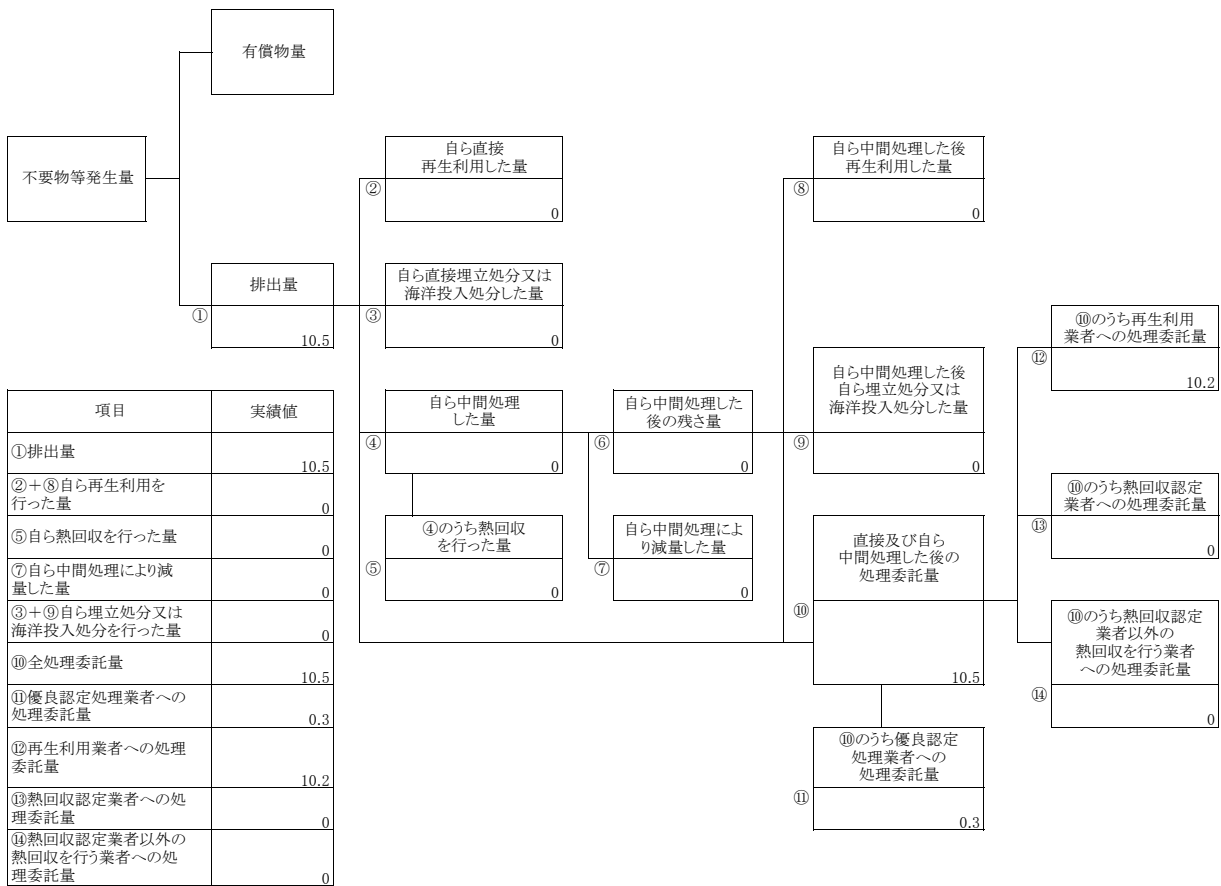 有償物量
不要物等発生量
排出量
①
10.5
自ら直接
再生利用した量
②
0
自ら直接埋立処分又は
海洋投入処分した量
③
0
自ら中間処理
した量
④
0
④のうち熱回収
を行った量
⑤
0
自ら中間処理した
後の残さ量
⑥
0
自ら中間処理によ
り減量した量
⑦
0
自ら中間処理した後
再生利用した量
⑧
0
自ら中間処理した後
自ら埋立処分又は
海洋投入処分した量
⑨
0
直接及び自ら
中間処理した後の
処理委託量
⑩
10.5
⑩のうち優良認定
処理業者への
処理委託量
⑪
0.3
⑩のうち再生利用
業者への処理委託量
⑫
10.2
⑩のうち熱回収認定
業者への処理委託量
⑬
0
⑩のうち熱回収認定
業者以外の
熱回収を行う業者
への処理委託量
⑭
0
項目 実績値
①排出量
10.5
②＋⑧自ら再生利用を
行った量
0
⑤自ら熱回収を行った量
0
⑦自ら中間処理により減
量した量
0
③＋⑨自ら埋立処分又は
海洋投入処分を行った量
0
⑩全処理委託量
10.5
⑪優良認定処理業者への
処理委託量
0.3
⑫再生利用業者への処理
委託量
10.2
⑬熱回収認定業者への処
理委託量
0
⑭熱回収認定業者以外の
熱回収を行う業者への処
理委託量
0